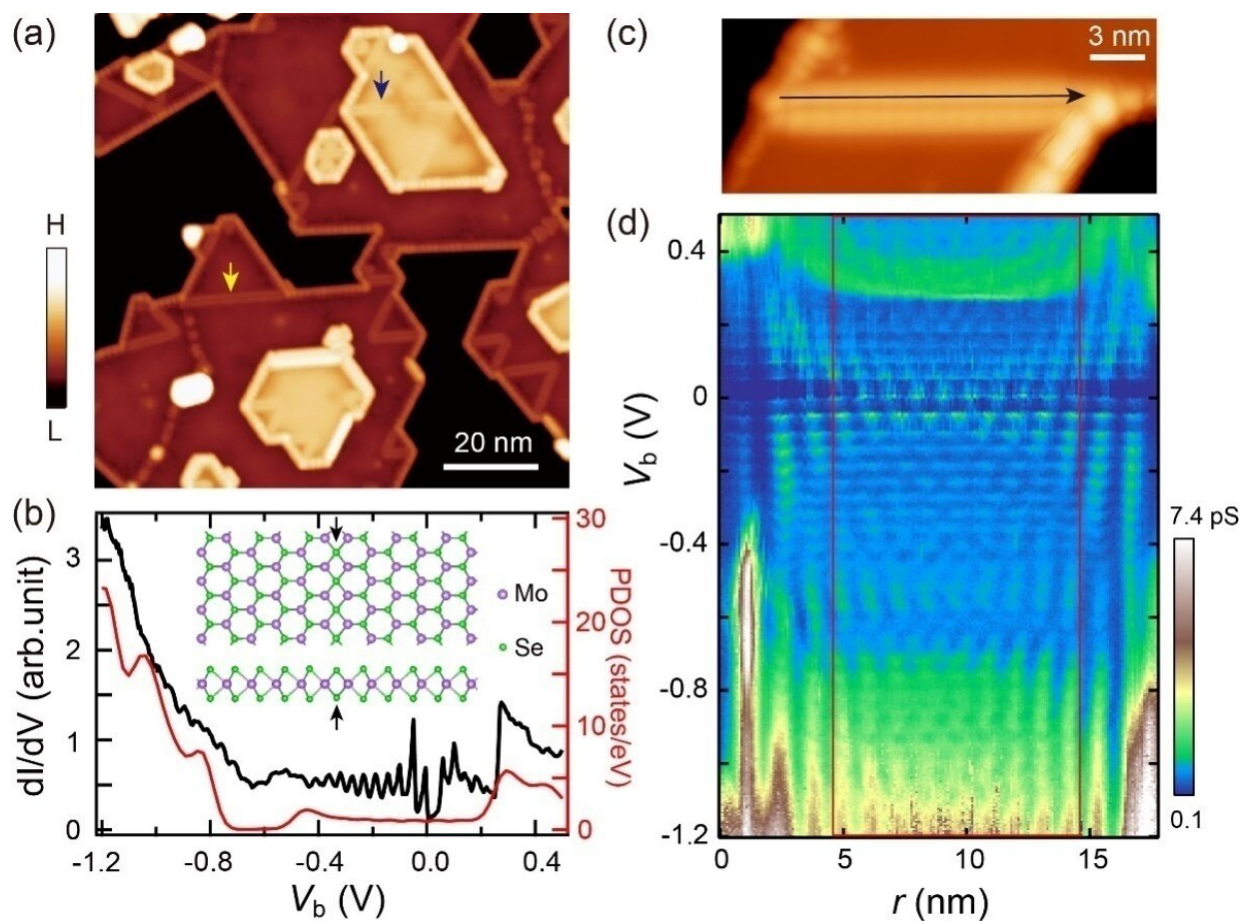 (a)
H
L
20 nm
(b)
dI/dV (arb.unit)
3
2
1
0
30
20
10
0
PDOS (states/eV)
Mo
Se
-1.2
-0.8
-0.4
0.0
0.4
V_b (V)
(c)
3 nm
(d)
V_b (V)
0.4
0
-0.4
-0.8
-1.2
0
5
10
15
r (nm)
7.4 pS
0.1